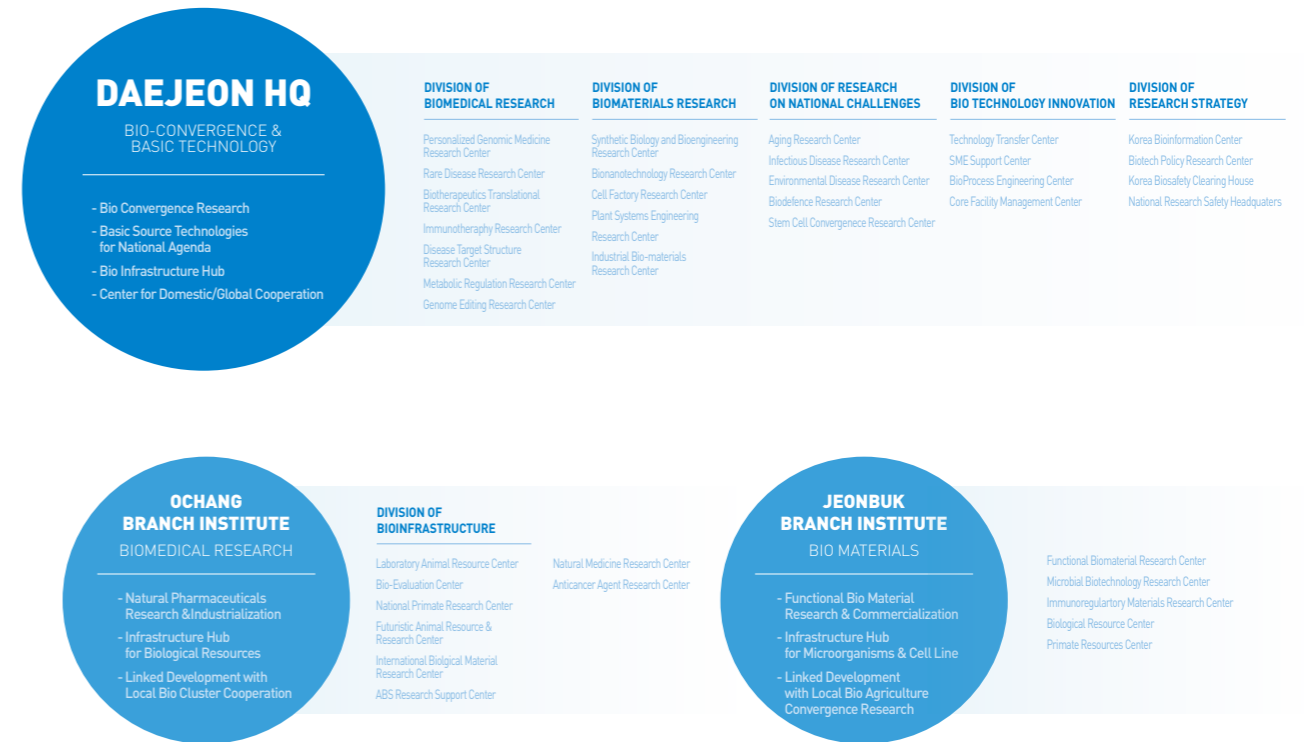 DAEJEON HQ
BIO-CONVERGENCE &
BASIC TECHNOLOGY
- Bio Convergence Research
- Basic Source Technologies
for National Agenda
- Bio Infrastructure Hub
- Center for Domestic/Global Cooperation
DIVISION OF
BIOMEDICAL RESEARCH
Personalized Genomic Medicine
Research Center
Rare Disease Research Center
Biotherapeutics Translational
Research Center
Immunotheraphy Research Center
Disease Target Structure
Research Center
Metabolic Regulation Research Center
Genome Editing Research Center
DIVISION OF
BIOMATERIALS RESEARCH
Synthetic Biology and Bioengineering
Research Center
Bionanotechnology Research Center
Cell Factory Research Center
Plant Systems Engineering
Research Center
Industrial Bio-materials
Research Center
DIVISION OF RESEARCH
ON NATIONAL CHALLENGES
Aging Research Center
Infectious Disease Research Center
Environmental Disease Research Center
Biodefence Research Center
Stem Cell Convergenece Research Center
DIVISION OF
BIO TECHNOLOGY INNOVATION
Technology Transfer Center
SME Support Center
BioProcess Engineering Center
Core Facility Management Center
DIVISION OF
RESEARCH STRATEGY
Korea Bioinformation Center
Biotech Policy Research Center
Korea Biosafety Clearing House
National Research Safety Headquaters
OCHANG
BRANCH INSTITUTE
BIOMEDICAL RESEARCH
- Natural Pharmaceuticals
Research &Industrialization
- Infrastructure Hub
for Biological Resources
- Linked Development with
Local Bio Cluster Cooperation
DIVISION OF
BIOINFRASTRUCTURE
Laboratory Animal Resource Center
Bio-Evaluation Center
National Primate Research Center
Futuristic Animal Resource &
Research Center
International Biolgical Material
Research Center
ABS Research Support Center
Natural Medicine Research Center
Anticancer Agent Research Center
JEONBUK
BRANCH INSTITUTE
BIO MATERIALS
- Functional Bio Material
Research & Commercialization
- Infrastructure Hub
for Microorganisms & Cell Line
- Linked Development
with Local Bio Agriculture
Convergence Research
Functional Biomaterial Research Center
Microbial Biotechnology Research Center
Immunoregulartory Materials Research Center
Biological Resource Center
Primate Resources Center